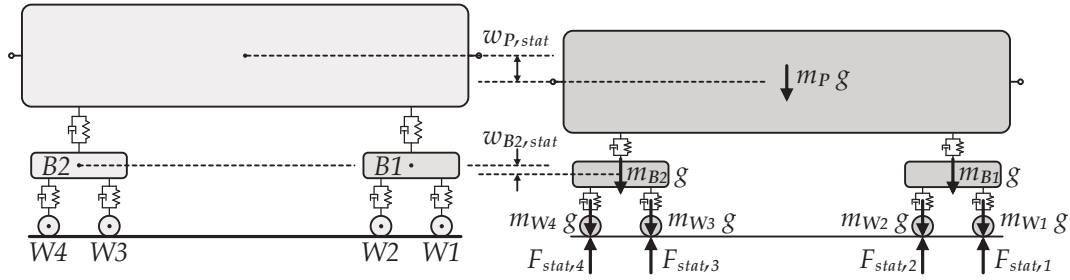 w_{P,stat}
m_P g
w_{B2,stat}
B2 B1
m_{B2} g m_{B1} g
m_{W4} g m_{W3} g m_{W2} g m_{W1} g
W4 W3 W2 W1
F_{stat,4} F_{stat,3} F_{stat,2} F_{stat,1}